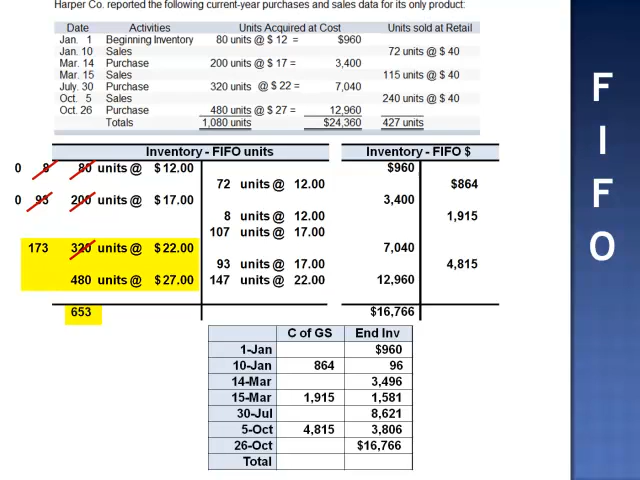 Harper Co. reported the following current-year purchases and sales data for its only product:
Date Activities Units Acquired at Cost Units sold at Retail
Jan. 1 Beginning Inventory 80 units @ $ 12 = $960
Jan. 10 Sales 72 units @ $ 40
Mar. 14 Purchase 200 units @ $ 17 = 3,400
Mar. 15 Sales 115 units @ $ 40
July. 30 Purchase 320 units @ $ 22 = 7,040
Oct. 5 Sales 240 units @ $ 40
Oct. 26 Purchase 480 units @ $ 27 = 12,960
Totals 1,080 units $24,360 427 units
Inventory - FIFO units Inventory - FIFO $
0 8 80 units @ $ 12.00 $960
72 units @ 12.00 $864
0 93 200 units @ $ 17.00 3,400
8 units @ 12.00 1,915
107 units @ 17.00
173 320 units @ $ 22.00 7,040
93 units @ 17.00 4,815
480 units @ $ 27.00 147 units @ 22.00 12,960
653 $16,766
C of GS End Inv
1-Jan $960
10-Jan 864 96
14-Mar 3,496
15-Mar 1,915 1,581
30-Jul 8,621
5-Oct 4,815 3,806
26-Oct $16,766
Total
F
I
F
O